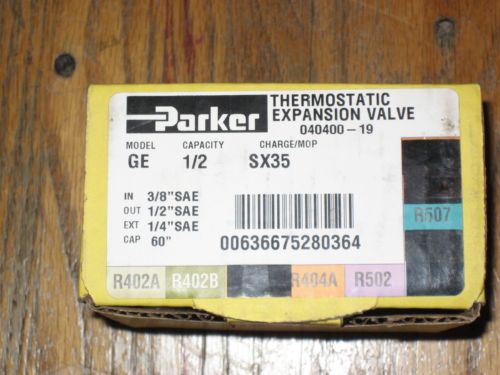 Parker
THERMOSTATIC
EXPANSION VALVE
040400-19
MODEL CAPACITY CHARGE/MOP
GE 1/2 SX35
IN 3/8"SAE
OUT 1/2"SAE
EXT 1/4"SAE
CAP 60"
00636675280364
R507
R402A R402B R404A R502